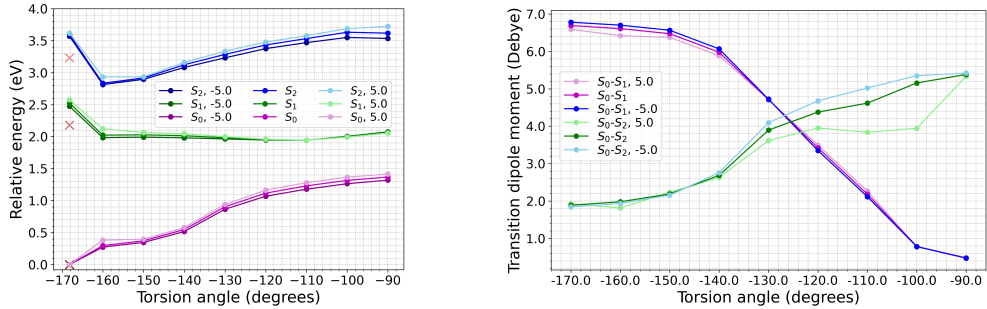 4.0
3.5
3.0
2.5
2.0
1.5
1.0
0.5
0.0
Relative energy (eV)
S2, -5.0 S2 S2, 5.0
S1, -5.0 S1 S1, 5.0
S0, -5.0 S0 S0, 5.0
−170 −160 −150 −140 −130 −120 −110 −100 −90
Torsion angle (degrees)
7.0
6.0
5.0
4.0
3.0
2.0
1.0
Transition dipole moment (Debye)
S0-S1, 5.0
S0-S1
S0-S1, -5.0
S0-S2, 5.0
S0-S2
S0-S2, -5.0
-170.0 -160.0 -150.0 -140.0 -130.0 -120.0 -110.0 -100.0 -90.0
Torsion angle (degrees)